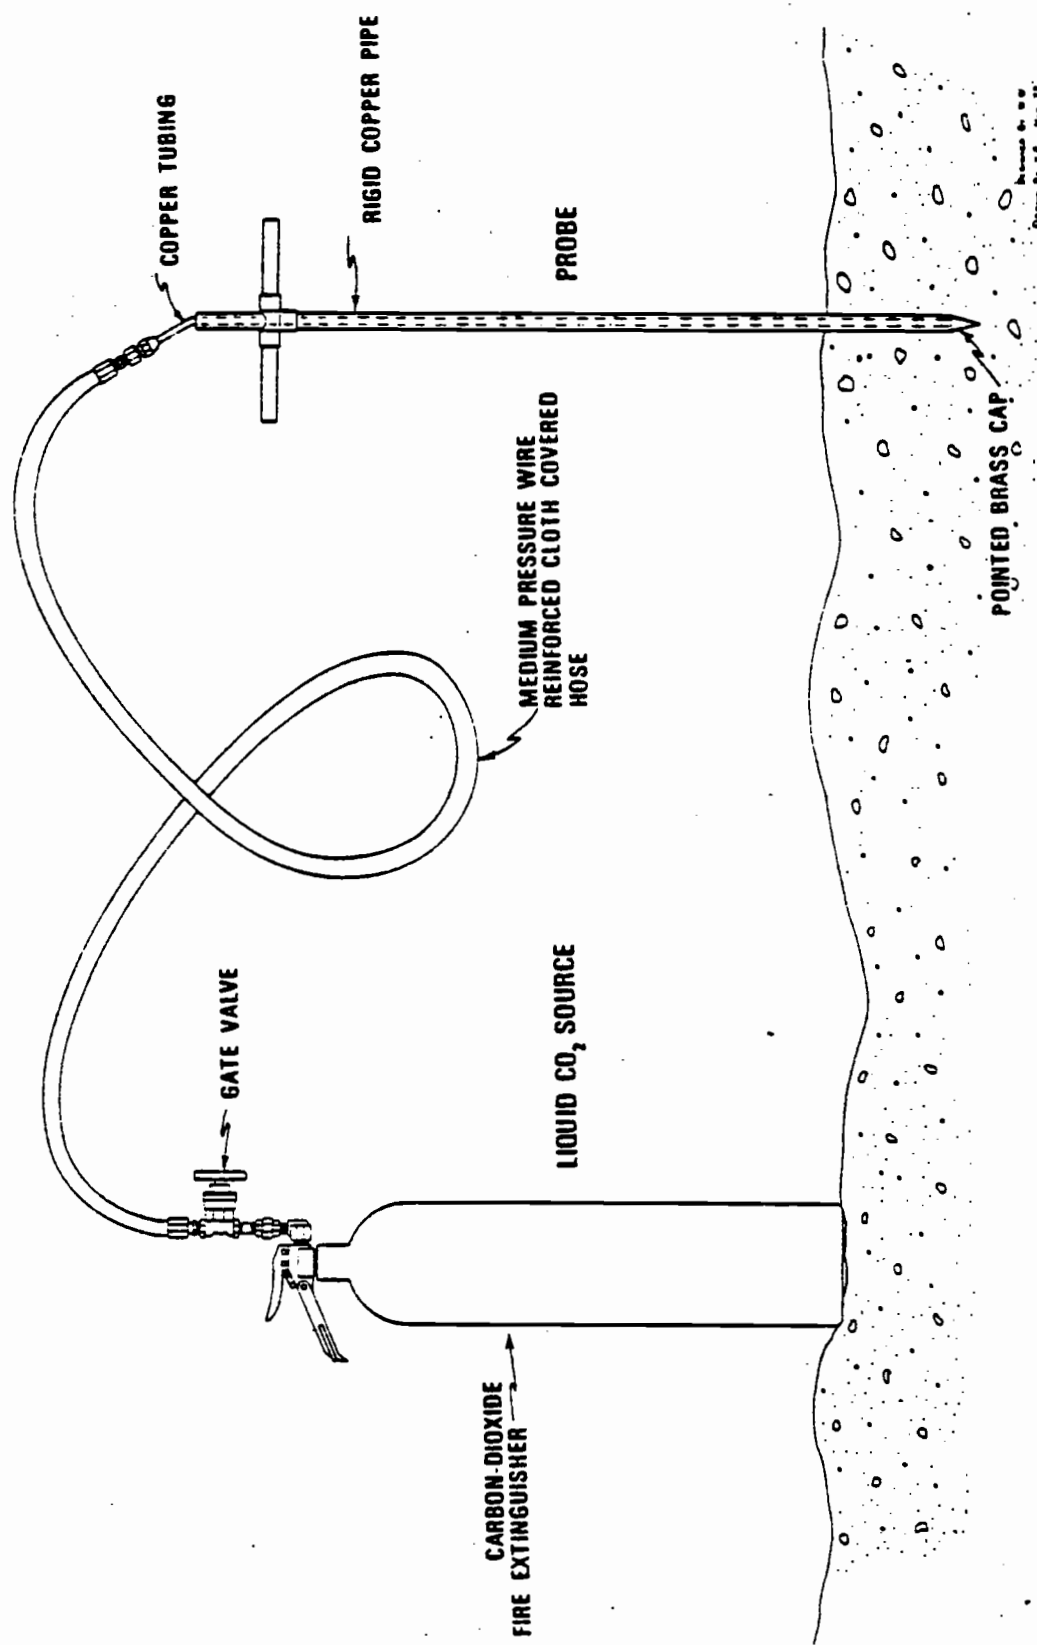 CARBON-DIOXIDE
FIRE EXTINGUISHER
GATE VALVE
LIQUID CO₂ SOURCE
MEDIUM PRESSURE WIRE
REINFORCED CLOTH COVERED
HOSE
COPPER TUBING
RIGID COPPER PIPE
PROBE
POINTED BRASS CAP